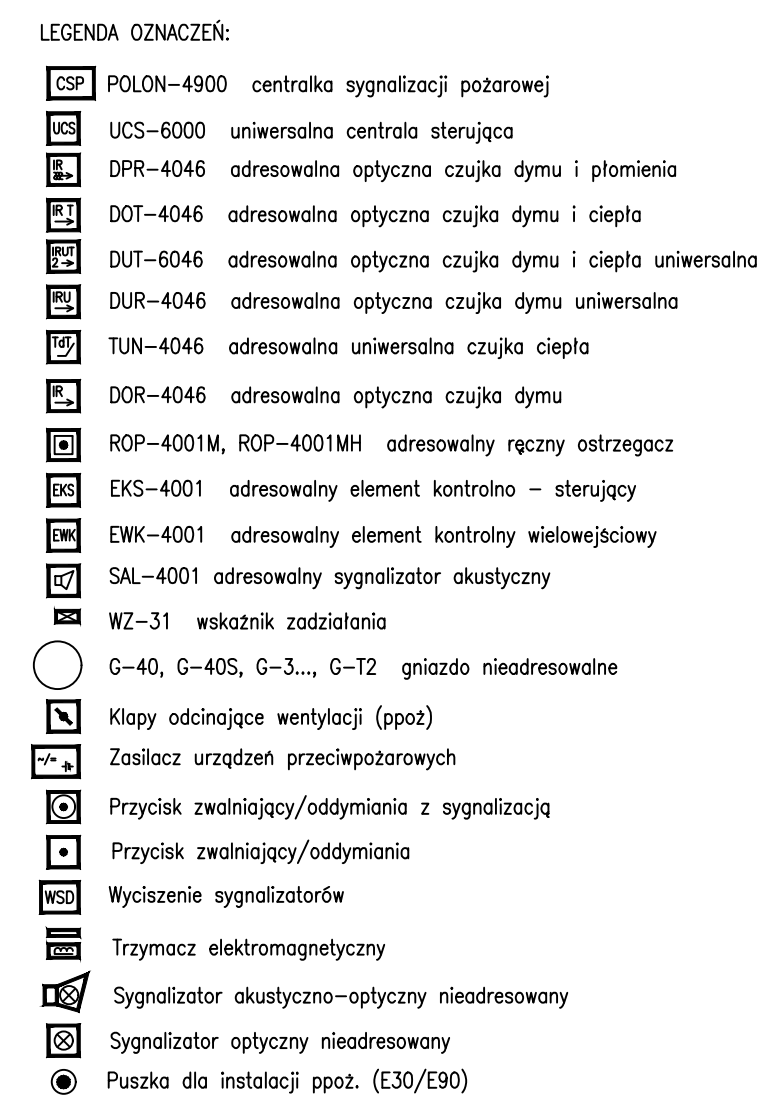 LEGENDA OZNACZEŃ:
CSP POLON-4900 centralka sygnalizacji pożarowej
UCS UCS-6000 uniwersalna centrala sterująca
IR DPR-4046 adresowalna optyczna czujka dymu i płomienia
IR T DOT-4046 adresowalna optyczna czujka dymu i ciepła
IRUT 2 DUT-6046 adresowalna optyczna czujka dymu i ciepła uniwersalna
IRU DUR-4046 adresowalna optyczna czujka dymu uniwersalna
TdT TUN-4046 adresowalna uniwersalna czujka ciepła
IR DOR-4046 adresowalna optyczna czujka dymu
ROP-4001M, ROP-4001MH adresowalny ręczny ostrzegacz
EKS EKS-4001 adresowalny element kontrolno - sterujący
EWK EWK-4001 adresowalny element kontrolny wielowejściowy
SAL-4001 adresowalny sygnalizator akustyczny
WZ-31 wskaźnik zadziałania
G-40, G-40S, G-3..., G-T2 gniazdo nieadresowalne
Klapy odcinające wentylacji (ppoż)
~/= Zasilacz urządzeń przeciwpożarowych
Przycisk zwalniający/oddymiania z sygnalizacją
Przycisk zwalniający/oddymiania
WSD Wyciszenie sygnalizatorów
Trzymacz elektromagnetyczny
Sygnalizator akustyczno-optyczny nieadresowany
Sygnalizator optyczny nieadresowany
Puszka dla instalacji ppoż. (E30/E90)